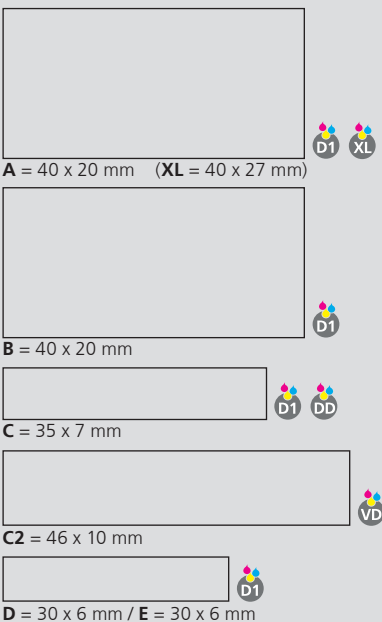 D1 XL
A = 40 x 20 mm (XL = 40 x 27 mm)
D1
B = 40 x 20 mm
D1 DD
C = 35 x 7 mm
VD
C2 = 46 x 10 mm
D1
D = 30 x 6 mm / E = 30 x 6 mm